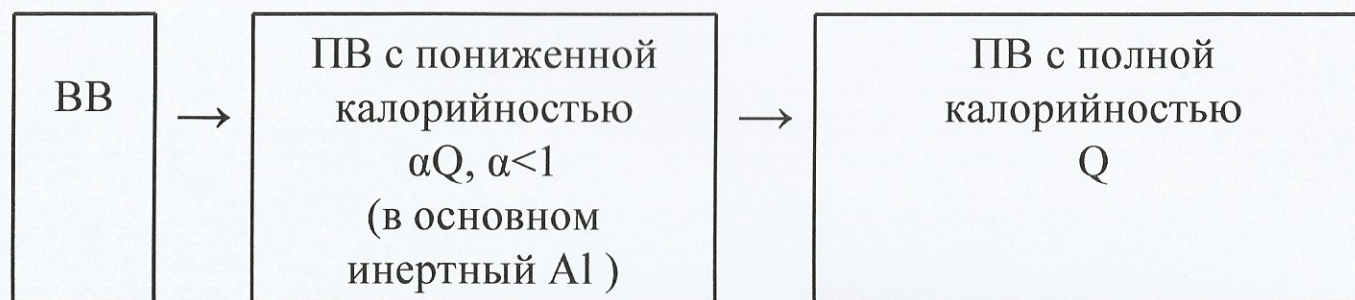 ВВ
→
ПВ с пониженной
калорийностью
αQ, α<1
(в основном
инертный Al )
→
ПВ с полной
калорийностью
Q